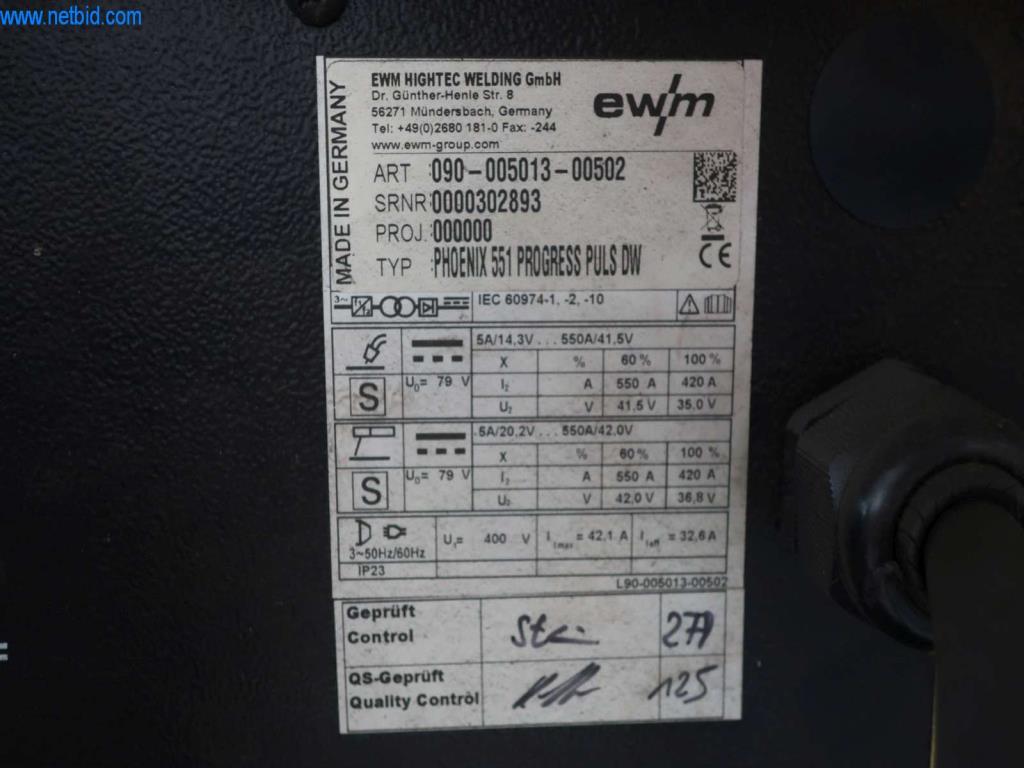 www.netbid.com
MADE IN GERMANY
EWM HIGHTEC WELDING GmbH
Dr. Günther-Henle Str. 8
56271 Mündersbach, Germany
Tel: +49(0)2680 181-0 Fax: -244
www.ewm-group.com
ewm
ART 090-005013-00502
SRNR:0000302893
PROJ.:000000
TYP :PHOENIX 551 PROGRESS PULS DW
CE
3~ IEC 60974-1, -2, -10
5A/14,3V...550A/41,5V
X % 60% 100%
U₀= 79 V I₂ A 550 A 420 A
S U₂ V 41,5 V 35,0 V
5A/20,2V...550A/42,0V
X % 60% 100%
U₀= 79 V I₂ A 550 A 420 A
S U₂ V 42,0 V 36,8 V
3~50Hz/60Hz U₁= 400 V I₁max = 42,1 A I₁eff = 32,6A
IP23
L90-005013-00502
Geprüft
Control
QS-Geprüft
Quality Control 125